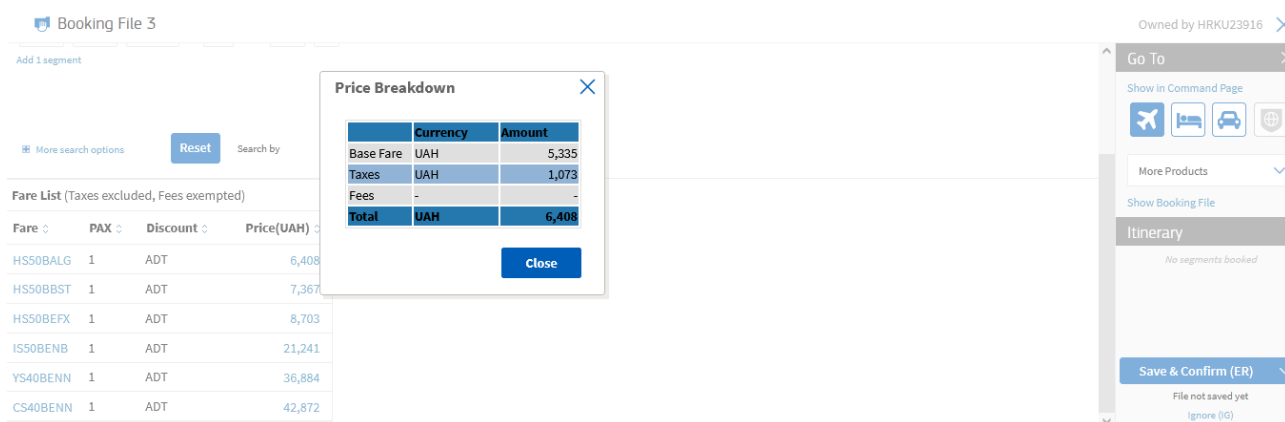 Booking File 3
Owned by HRKU23916
Add 1 segment
More search options
Reset
Search by
Fare List (Taxes excluded, Fees exempted)
Fare PAX Discount Price(UAH)
HS50BALG 1 ADT 6,408
HS50BBST 1 ADT 7,367
HS50BEFX 1 ADT 8,703
IS50BENB 1 ADT 21,241
YS40BENN 1 ADT 36,884
CS40BENN 1 ADT 42,872
Price Breakdown
Currency Amount
Base Fare UAH 5,335
Taxes UAH 1,073
Fees - -
Total UAH 6,408
Close
Go To
Show in Command Page
More Products
Show Booking File
Itinerary
No segments booked
Save & Confirm (ER)
File not saved yet
Ignore (IG)